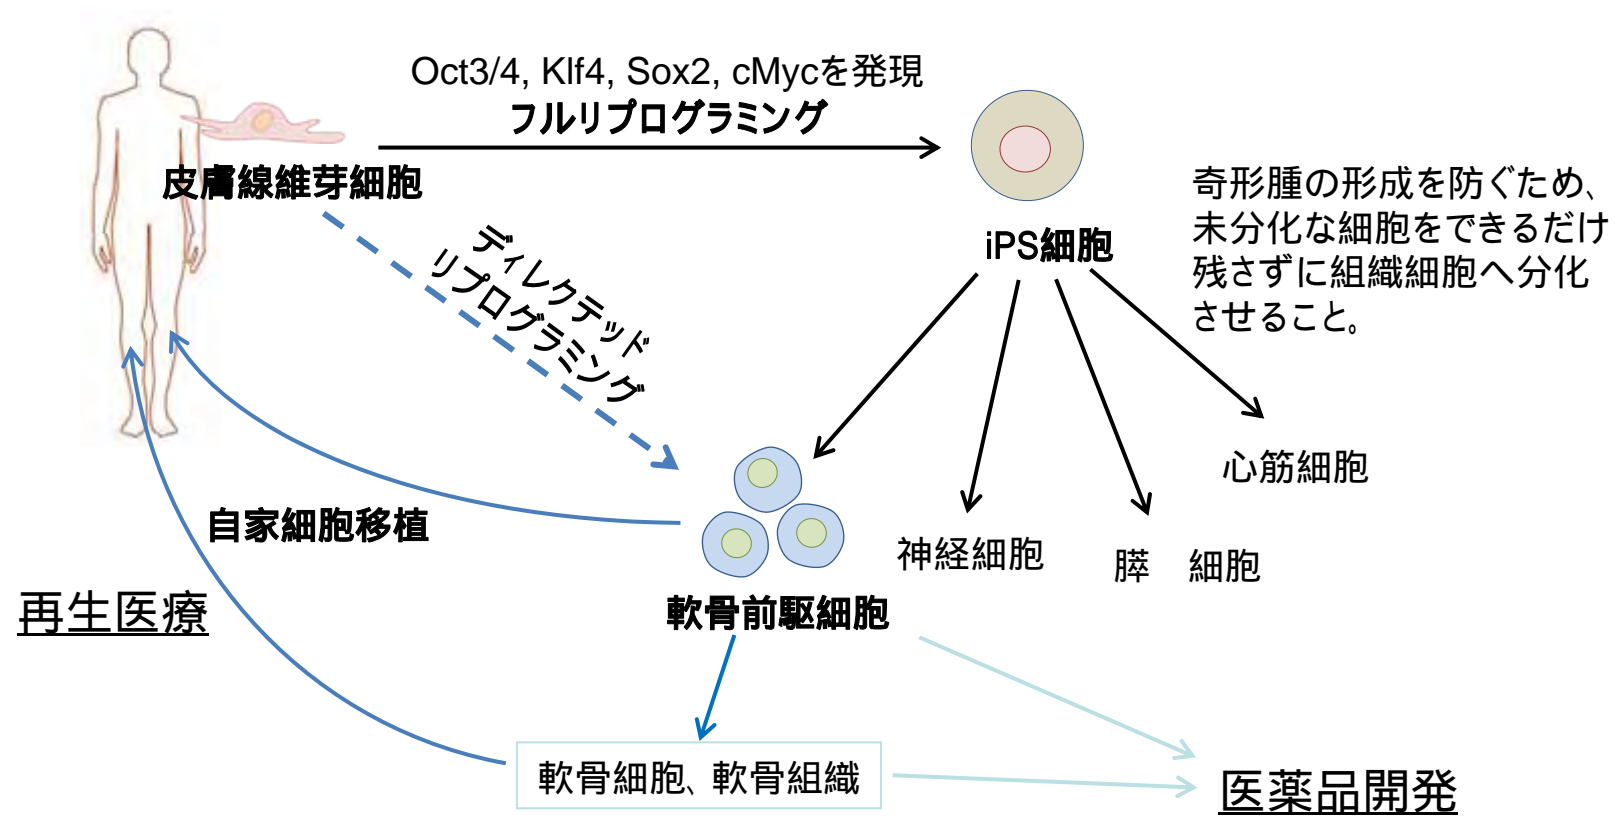 Oct3/4, Klf4, Sox2, cMycを発現
フルリプログラミング
皮膚線維芽細胞
iPS細胞
奇形腫の形成を防ぐため、
未分化な細胞をできるだけ
残さずに組織細胞へ分化
させること。
ディレクテッド
リプログラミング
心筋細胞
神経細胞
膵　細胞
自家細胞移植
再生医療
軟骨前駆細胞
軟骨細胞、軟骨組織
医薬品開発